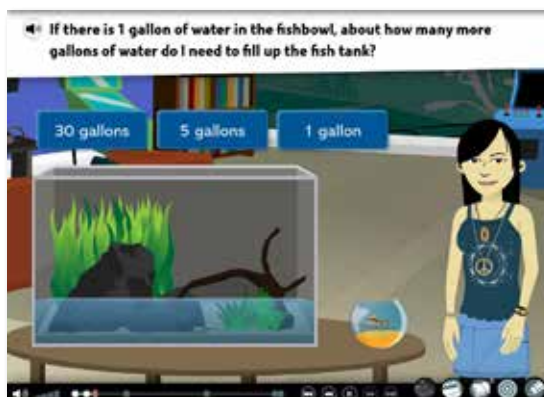 If there is 1 gallon of water in the fishbowl, about how many more
gallons of water do I need to fill up the fish tank?
30 gallons
5 gallons
1 gallon